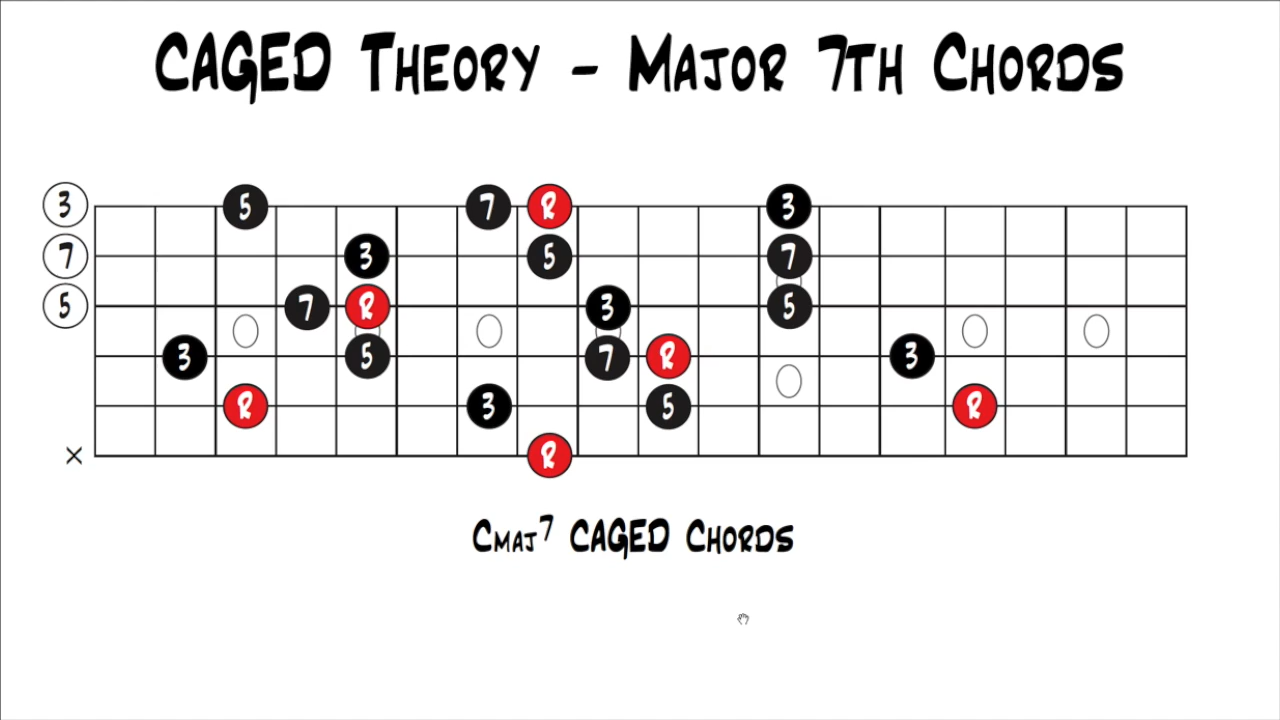 CAGED THEORY - MAJOR 7TH CHORDS
3 5 7 R 3
7 3 5 7
5 7 R 3 5
3 5 7 R 3
R 3 5 R
× R
CMAJ7 CAGED CHORDS